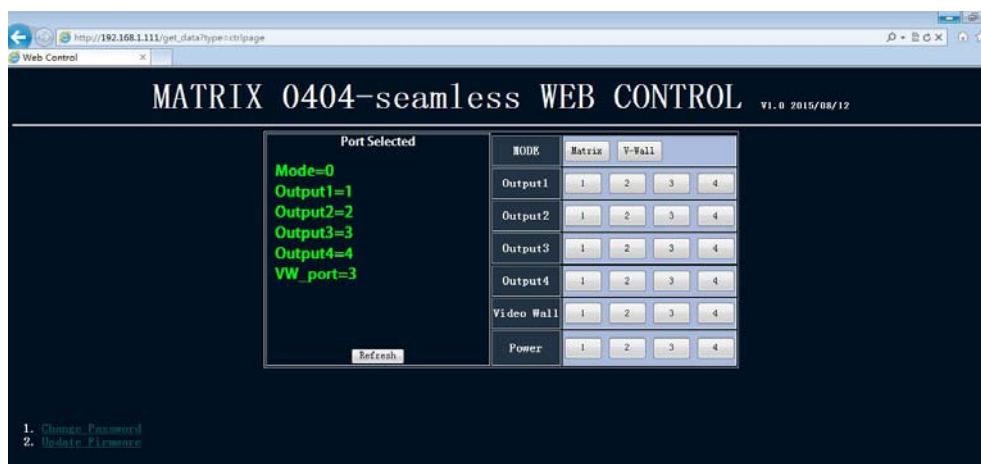 http://192.168.1.111/get_data?type=ctrlpage
Web Control
MATRIX 0404-seamless WEB CONTROL V1.0 2015/08/12
Port Selected
Mode=0
Output1=1
Output2=2
Output3=3
Output4=4
VW_port=3
Refresh
MODE Matrix V-Wall
Output1 1 2 3 4
Output2 1 2 3 4
Output3 1 2 3 4
Output4 1 2 3 4
Video Wall 1 2 3 4
Power 1 2 3 4
1. Change Password
2. Update Firmware